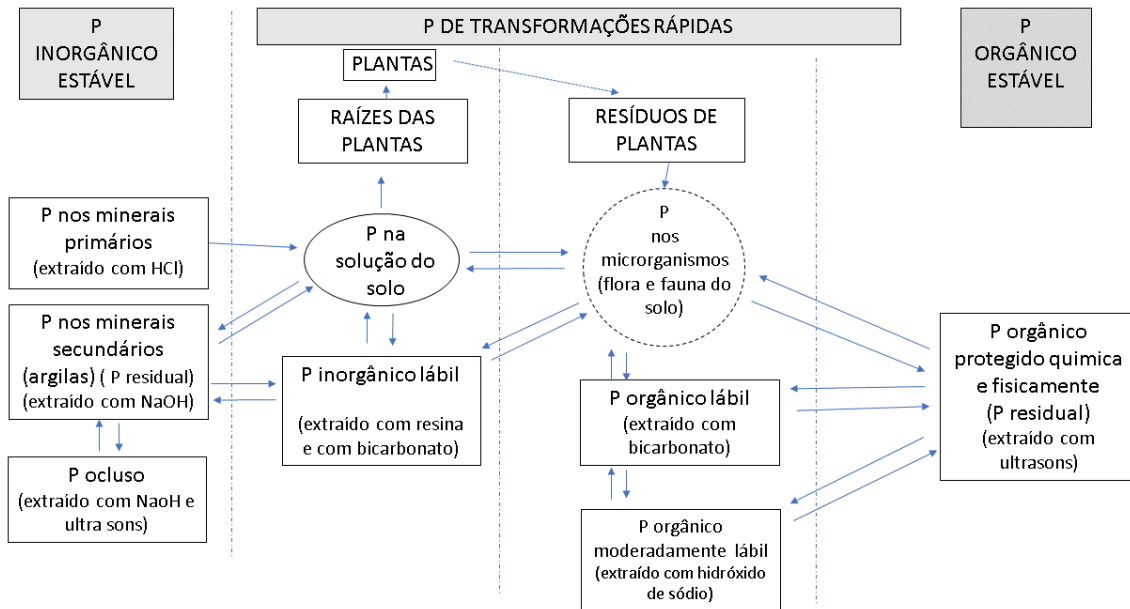 P
INORGÂNICO
ESTÁVEL
P DE TRANSFORMAÇÕES RÁPIDAS
P
ORGÂNICO
ESTÁVEL
PLANTAS
RAÍZES DAS
PLANTAS
RESÍDUOS DE
PLANTAS
P nos minerais
primários
(extraído com HCl)
P na
solução do
solo
P
nos
microrganismos
(flora e fauna do
solo)
P nos minerais
secundários
(argilas) ( P residual)
(extraído com NaOH)
P inorgânico lábil
(extraído com resina
e com bicarbonato)
P orgânico lábil
(extraído com
bicarbonato)
P orgânico
protegido quimica
e fisicamente
(P residual)
(extraído com
ultrasons)
P ocluso
(extraído com NaoH e
ultra sons)
P orgânico
moderadamente lábil
(extraído com hidróxido
de sódio)